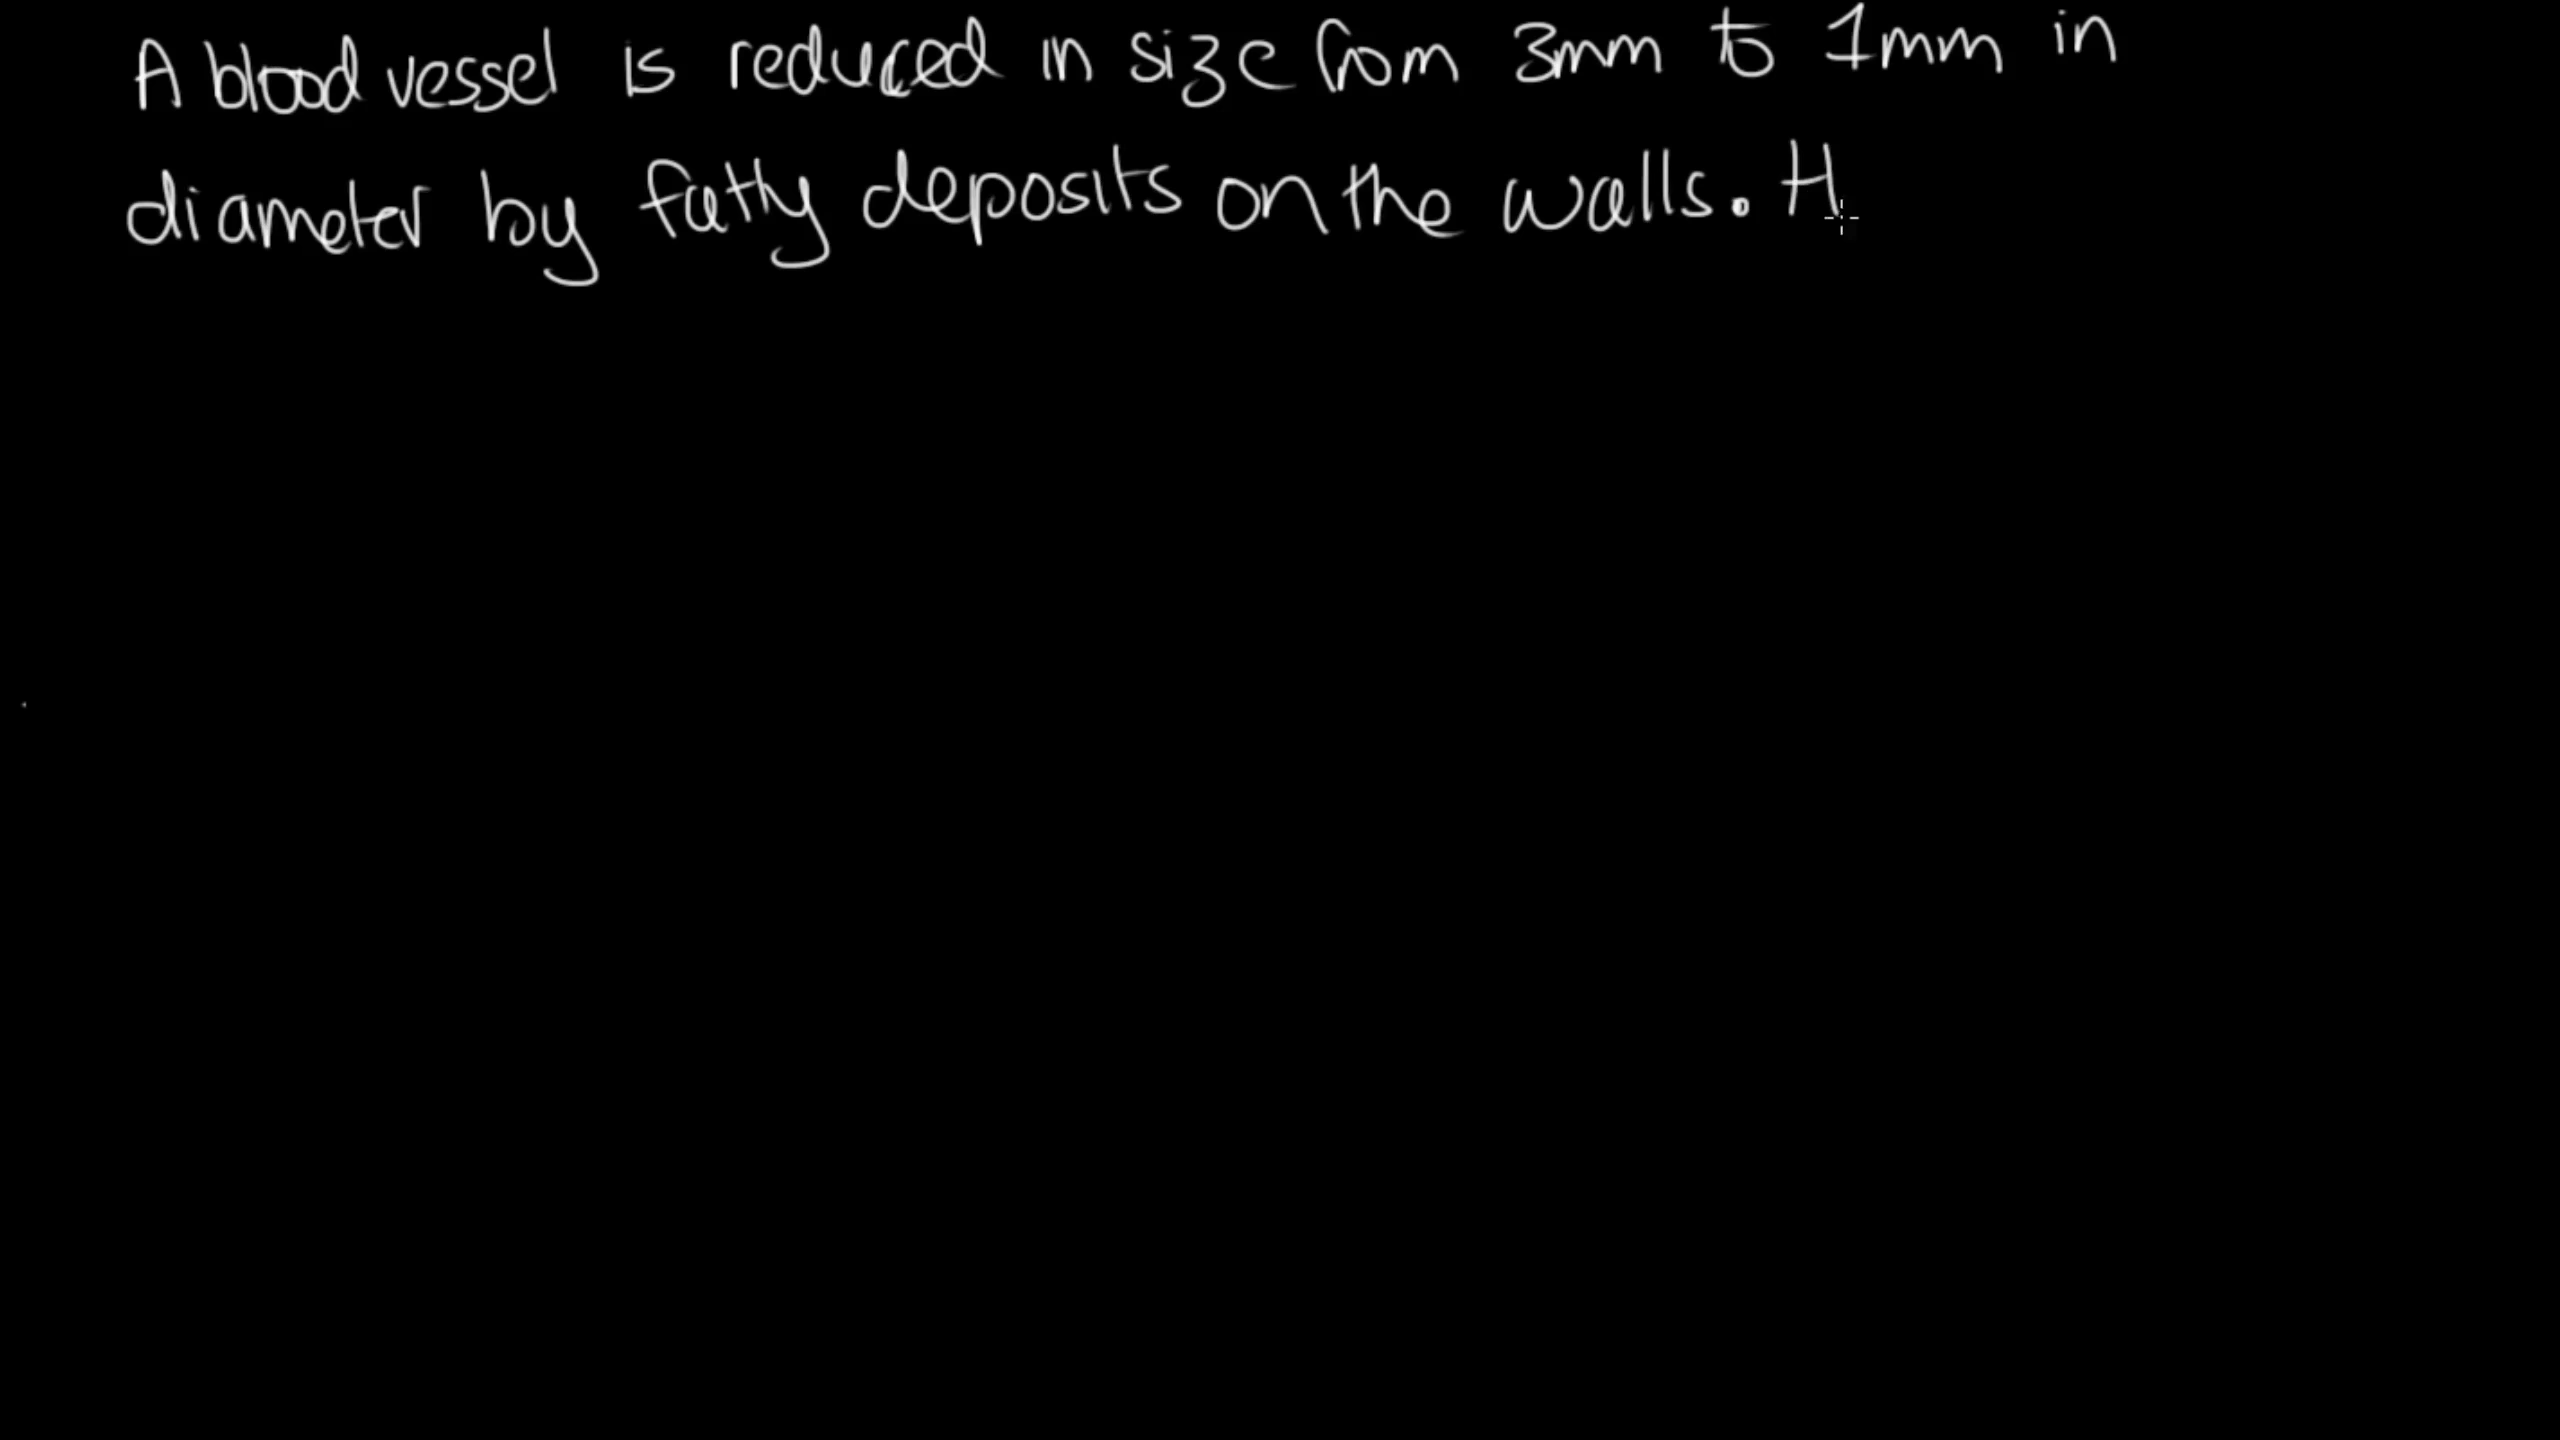 A blood vessel is reduced in size from 3mm to 1mm in
diameter by fatty deposits on the walls. H